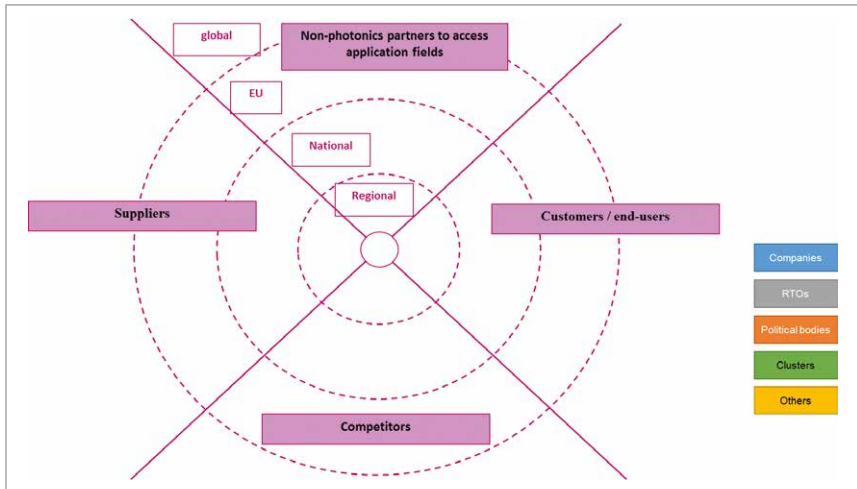 global
Non-photonics partners to access
application fields
EU
National
Regional
Suppliers
Customers / end-users
Companies
RTOs
Political bodies
Clusters
Others
Competitors